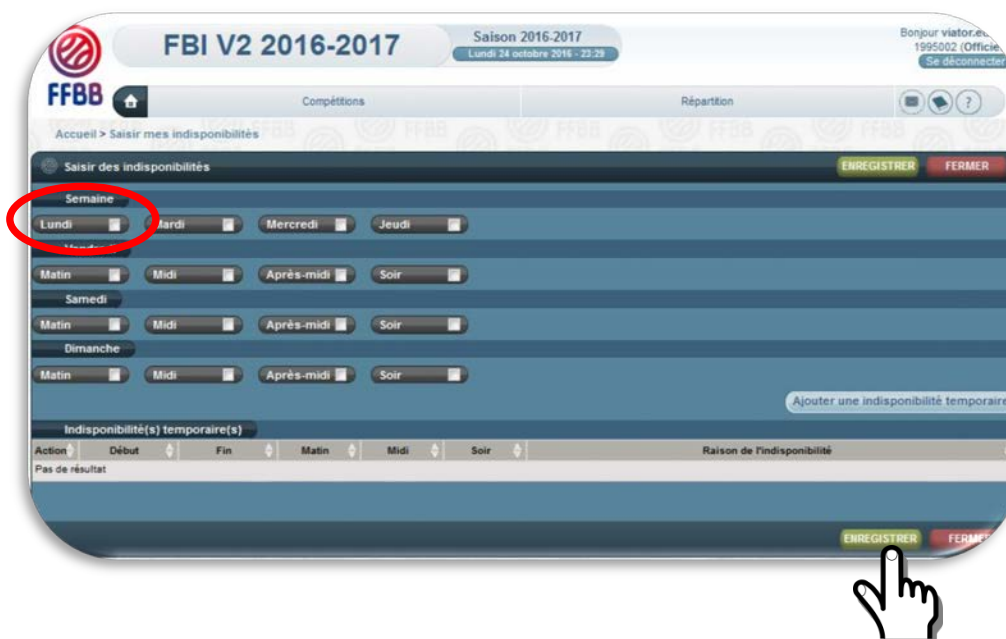 FBI V2 2016-2017
Saison 2016-2017
Lundi 24 octobre 2016 - 23:29
Bonjour viator.eu
1995002 (Officie
Se déconnecter
FFBB
Compétitions Répartition ?
Accueil > Saisir mes indisponibilités
Saisir des indisponibilités ENREGISTRER FERMER
Semaine
Lundi Mardi Mercredi Jeudi
Vendredi
Matin Midi Après-midi Soir
Samedi
Matin Midi Après-midi Soir
Dimanche
Matin Midi Après-midi Soir
Ajouter une indisponibilité temporaire
Indisponibilité(s) temporaire(s)
Action Début Fin Matin Midi Soir Raison de l'indisponibilité
Pas de résultat
ENREGISTRER FERMER